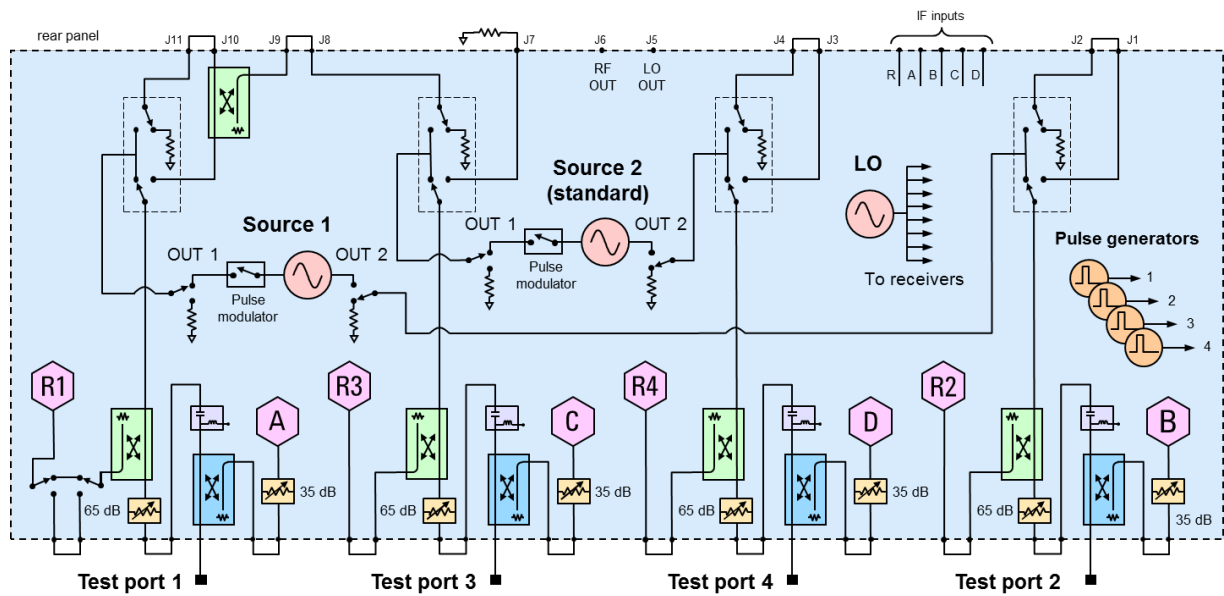 IF inputs
rear panel
J11
J10
J9
J8
J7
J6
J5
J4
J3
J2
J1
RF
OUT
LO
OUT
R
A
B
C
D
Source 2
(standard)
LO
Source 1
OUT 1
OUT 2
OUT 1
OUT 2
Pulse
modulator
Pulse
modulator
To receivers
Pulse generators
1
2
3
4
R1
A
R3
C
R4
D
R2
B
65 dB
35 dB
65 dB
35 dB
65 dB
35 dB
65 dB
35 dB
Test port 1
Test port 3
Test port 4
Test port 2